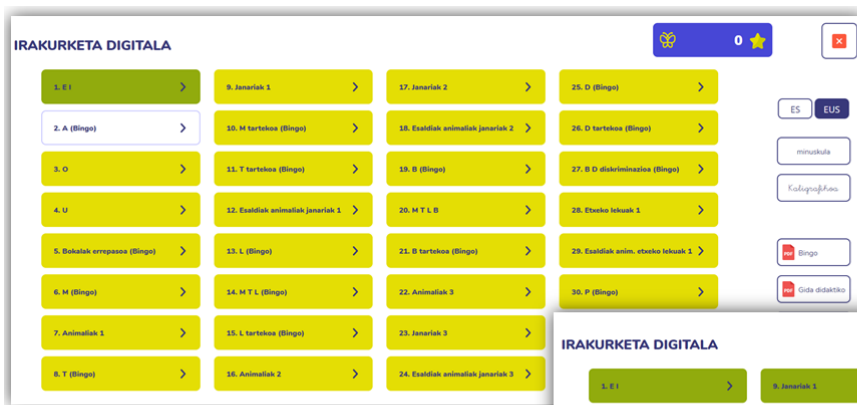 IRAKURKETA DIGITALA
0
1. E I
2. A (Bingo)
3. O
4. U
5. Bokalak errepasoa (Bingo)
6. M (Bingo)
7. Animaliak 1
8. T (Bingo)
9. Janariak 1
10. M tartekoa (Bingo)
11. T tartekoa (Bingo)
12. Esaldiak animaliak janariak 1
13. L (Bingo)
14. M T L (Bingo)
15. L tartekoa (Bingo)
16. Animaliak 2
17. Janariak 2
18. Esaldiak animaliak janariak 2
19. B (Bingo)
20. M T L B
21. B tartekoa (Bingo)
22. Animaliak 3
23. Janariak 3
24. Esaldiak animaliak janariak 3
25. D (Bingo)
26. D tartekoa (Bingo)
27. B D diskriminazioa (Bingo)
28. Etxeko lekuak 1
29. Esaldiak anim. etxeko lekuak 1
30. P (Bingo)
ES
EUS
minuskula
Kaligrafikoa
PDF Bingo
PDF Gida didaktiko
IRAKURKETA DIGITALA
1. E I
9. Janariak 1